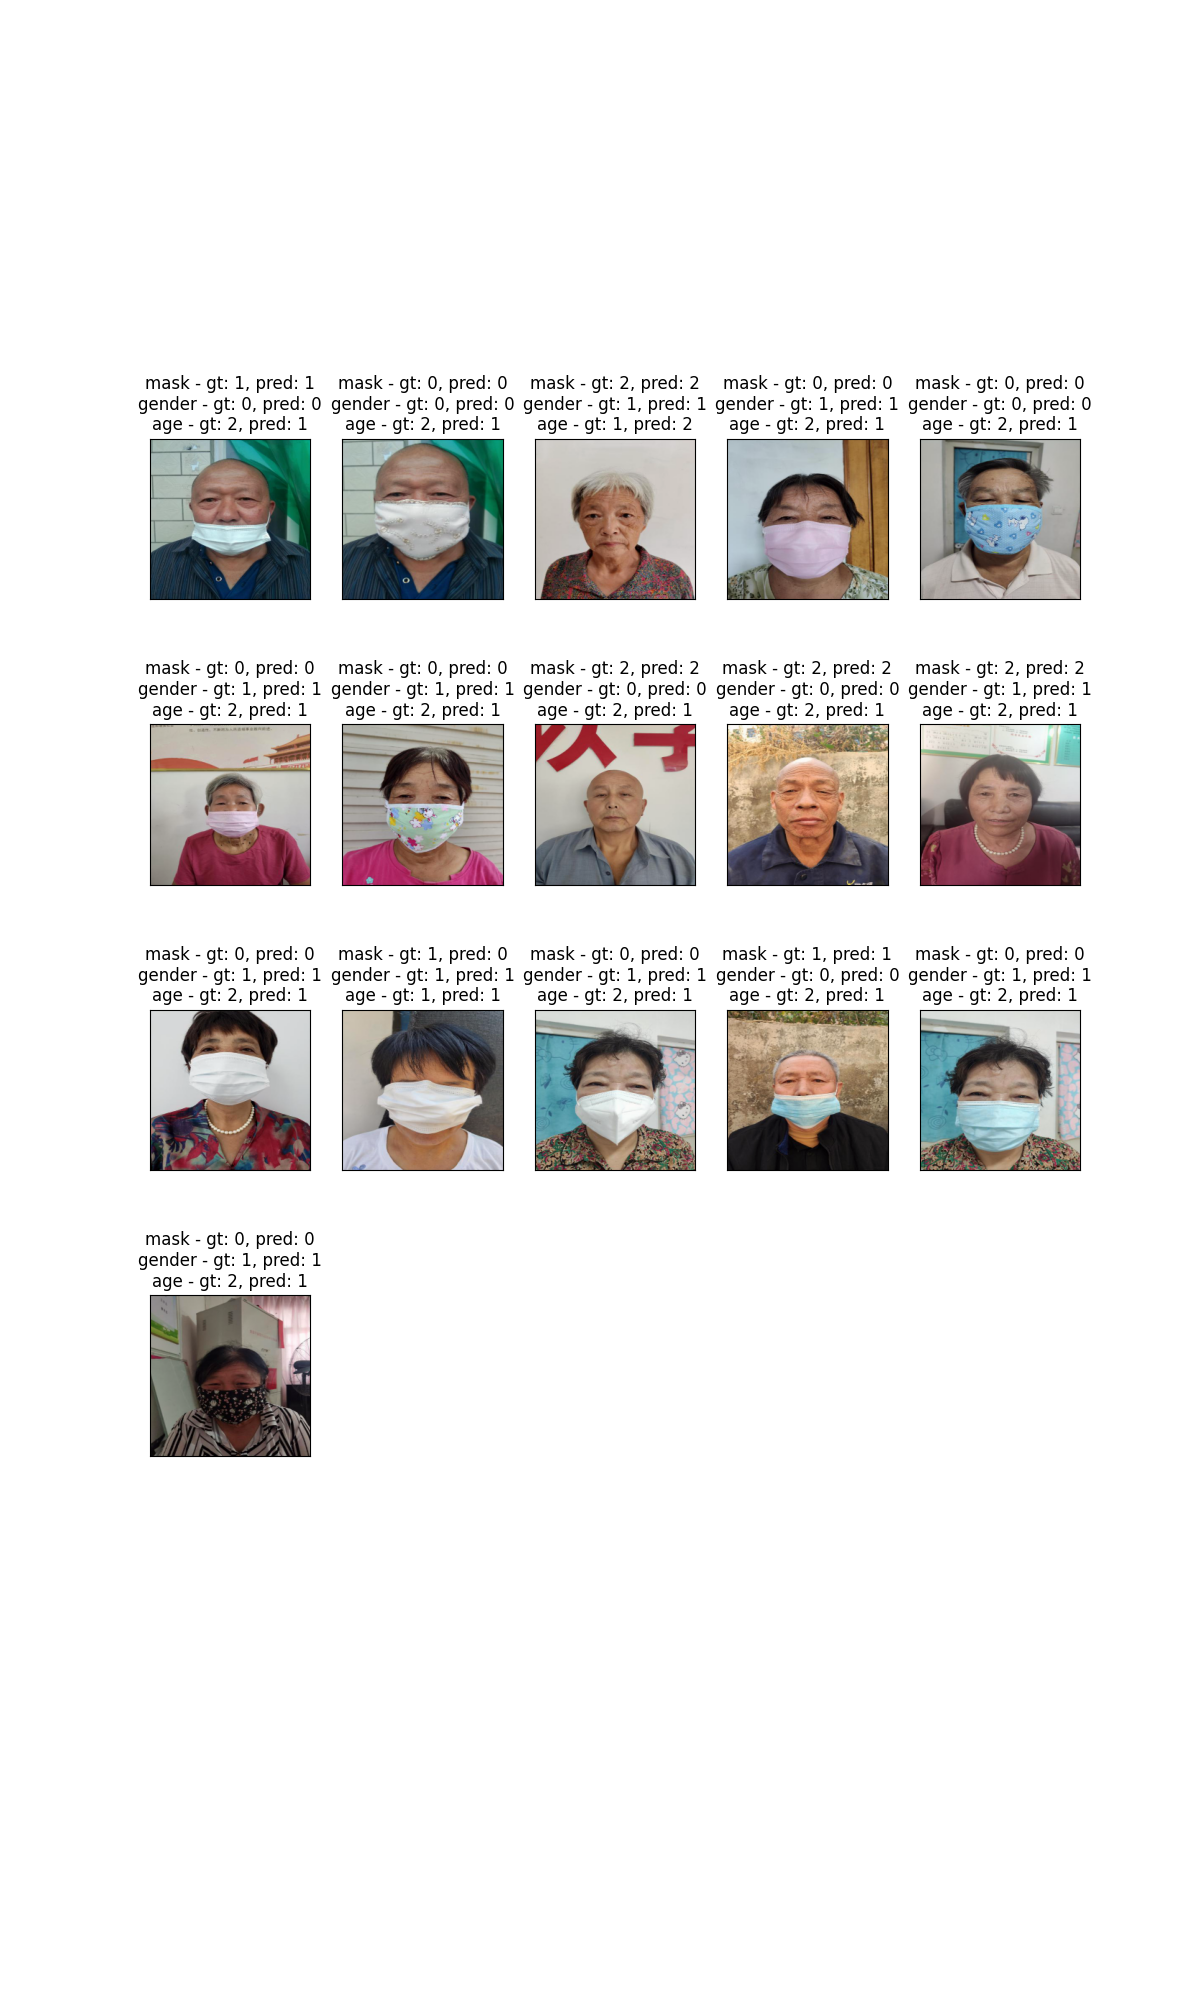 mask - gt: 1, pred: 1
gender - gt: 0, pred: 0
age - gt: 2, pred: 1
mask - gt: 0, pred: 0
gender - gt: 0, pred: 0
age - gt: 2, pred: 1
mask - gt: 2, pred: 2
gender - gt: 1, pred: 1
age - gt: 1, pred: 2
mask - gt: 0, pred: 0
gender - gt: 1, pred: 1
age - gt: 2, pred: 1
mask - gt: 0, pred: 0
gender - gt: 0, pred: 0
age - gt: 2, pred: 1
mask - gt: 0, pred: 0
gender - gt: 1, pred: 1
age - gt: 2, pred: 1
mask - gt: 0, pred: 0
gender - gt: 1, pred: 1
age - gt: 2, pred: 1
mask - gt: 2, pred: 2
gender - gt: 0, pred: 0
age - gt: 2, pred: 1
mask - gt: 2, pred: 2
gender - gt: 0, pred: 0
age - gt: 2, pred: 1
mask - gt: 2, pred: 2
gender - gt: 1, pred: 1
age - gt: 2, pred: 1
mask - gt: 0, pred: 0
gender - gt: 1, pred: 1
age - gt: 2, pred: 1
mask - gt: 1, pred: 0
gender - gt: 1, pred: 1
age - gt: 1, pred: 1
mask - gt: 0, pred: 0
gender - gt: 1, pred: 1
age - gt: 2, pred: 1
mask - gt: 1, pred: 1
gender - gt: 0, pred: 0
age - gt: 2, pred: 1
mask - gt: 0, pred: 0
gender - gt: 1, pred: 1
age - gt: 2, pred: 1
mask - gt: 0, pred: 0
gender - gt: 1, pred: 1
age - gt: 2, pred: 1